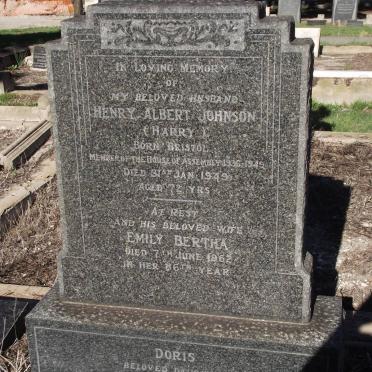 IN LOVING MEMORY
OF
MY BELOVED HUSBAND
HENRY ALBERT JOHNSON
(HARRY)
BORN BRISTOL
MEMBER OF THE HOUSE OF ASSEMBLY 1936-1949
DIED 31ST JAN 1949
AGED 72 YRS
AT REST
AND HIS BELOVED WIFE
EMILY BERTHA
DIED 7TH JUNE 1962
IN HER 86TH YEAR
DORIS
BELOVED